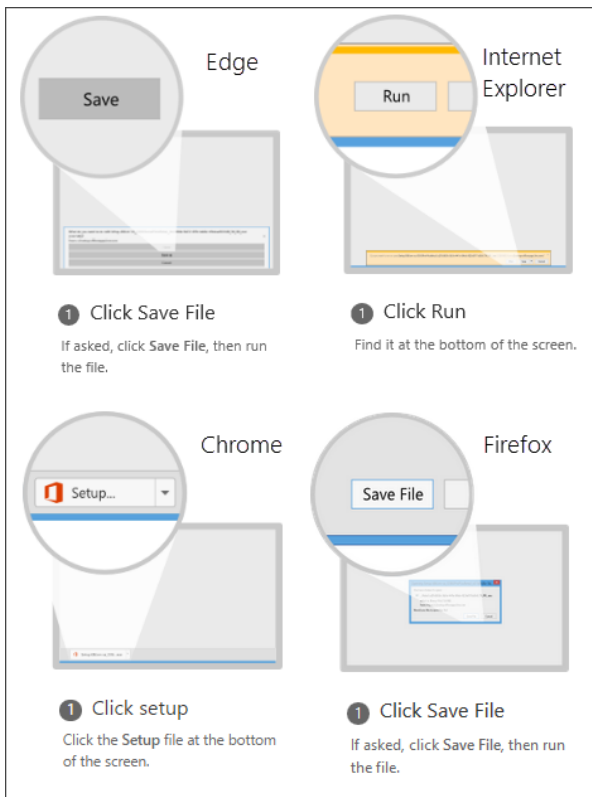 Edge
Save
1 Click Save File
If asked, click Save File, then run
the file.
Internet
Explorer
Run
1 Click Run
Find it at the bottom of the screen.
Chrome
Setup...
1 Click setup
Click the Setup file at the bottom
of the screen.
Firefox
Save File
1 Click Save File
If asked, click Save File, then run
the file.